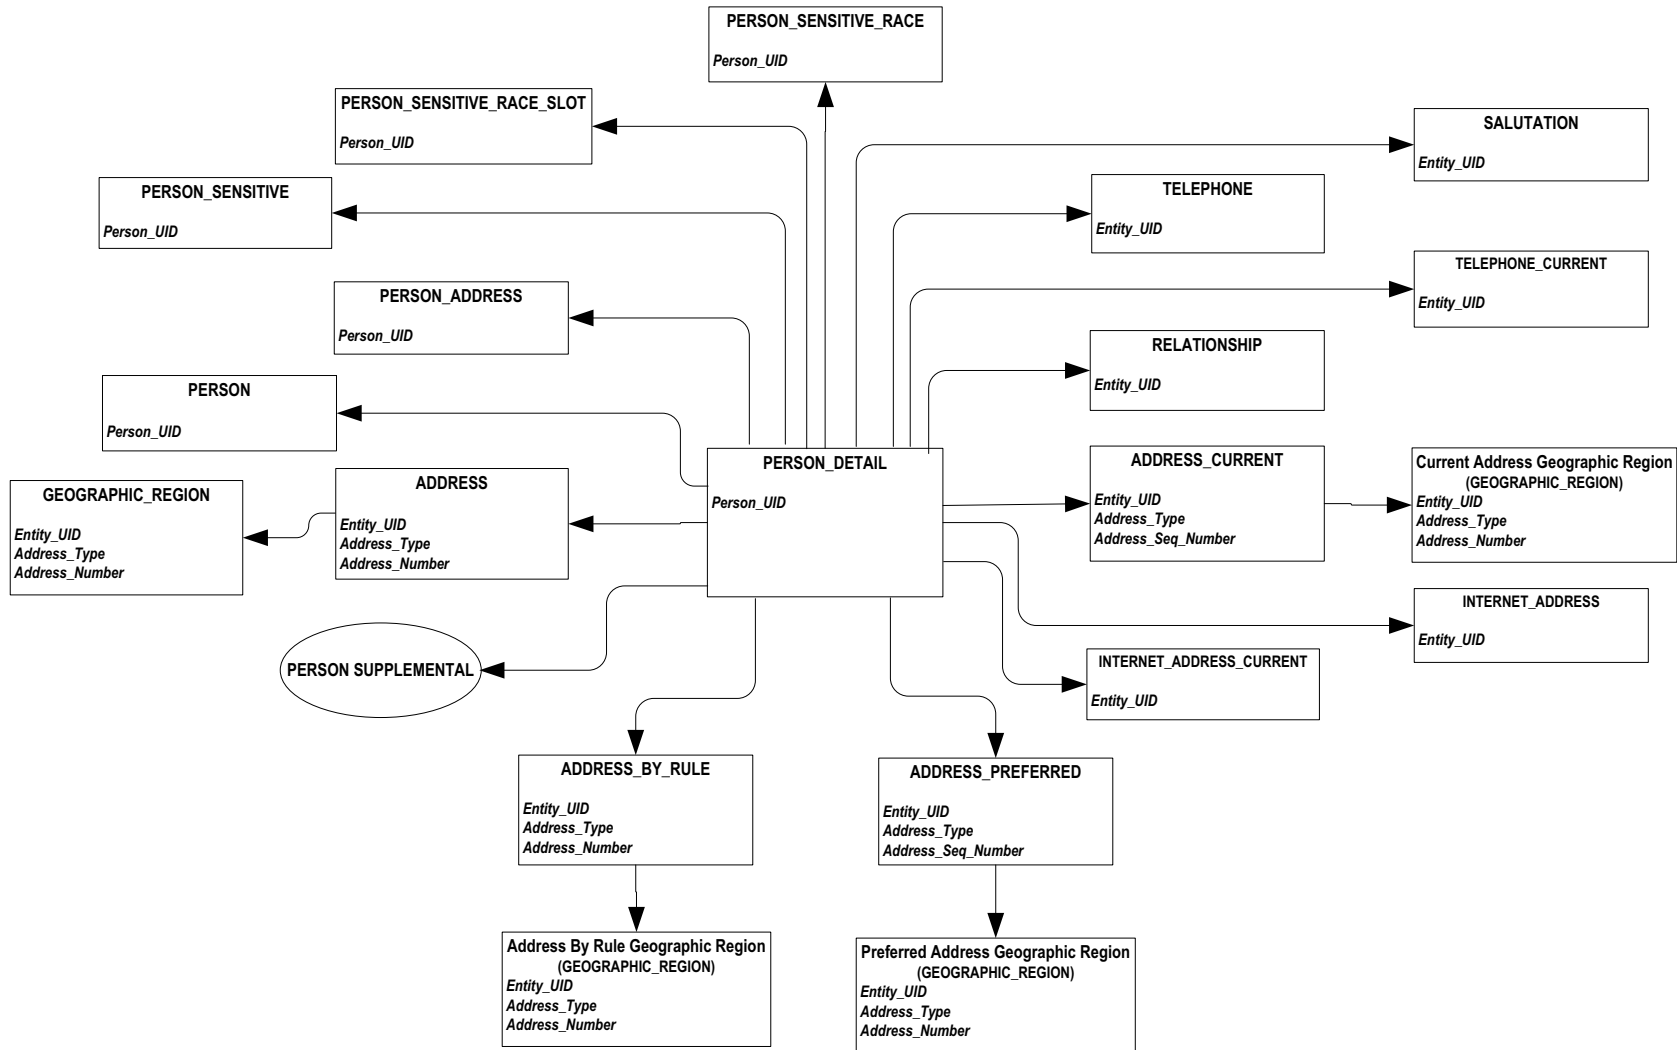 PERSON_SENSITIVE_RACE
Person_UID
PERSON_SENSITIVE_RACE_SLOT
Person_UID
SALUTATION
Entity_UID
PERSON_SENSITIVE
Person_UID
TELEPHONE
Entity_UID
TELEPHONE_CURRENT
Entity_UID
PERSON_ADDRESS
Person_UID
RELATIONSHIP
Entity_UID
PERSON
Person_UID
PERSON_DETAIL
Person_UID
ADDRESS_CURRENT
Entity_UID
Address_Type
Address_Seq_Number
Current Address Geographic Region
(GEOGRAPHIC_REGION)
Entity_UID
Address_Type
Address_Number
GEOGRAPHIC_REGION
Entity_UID
Address_Type
Address_Number
ADDRESS
Entity_UID
Address_Type
Address_Number
INTERNET_ADDRESS
Entity_UID
PERSON SUPPLEMENTAL
INTERNET_ADDRESS_CURRENT
Entity_UID
ADDRESS_BY_RULE
Entity_UID
Address_Type
Address_Number
ADDRESS_PREFERRED
Entity_UID
Address_Type
Address_Seq_Number
Address By Rule Geographic Region
(GEOGRAPHIC_REGION)
Entity_UID
Address_Type
Address_Number
Preferred Address Geographic Region
(GEOGRAPHIC_REGION)
Entity_UID
Address_Type
Address_Number